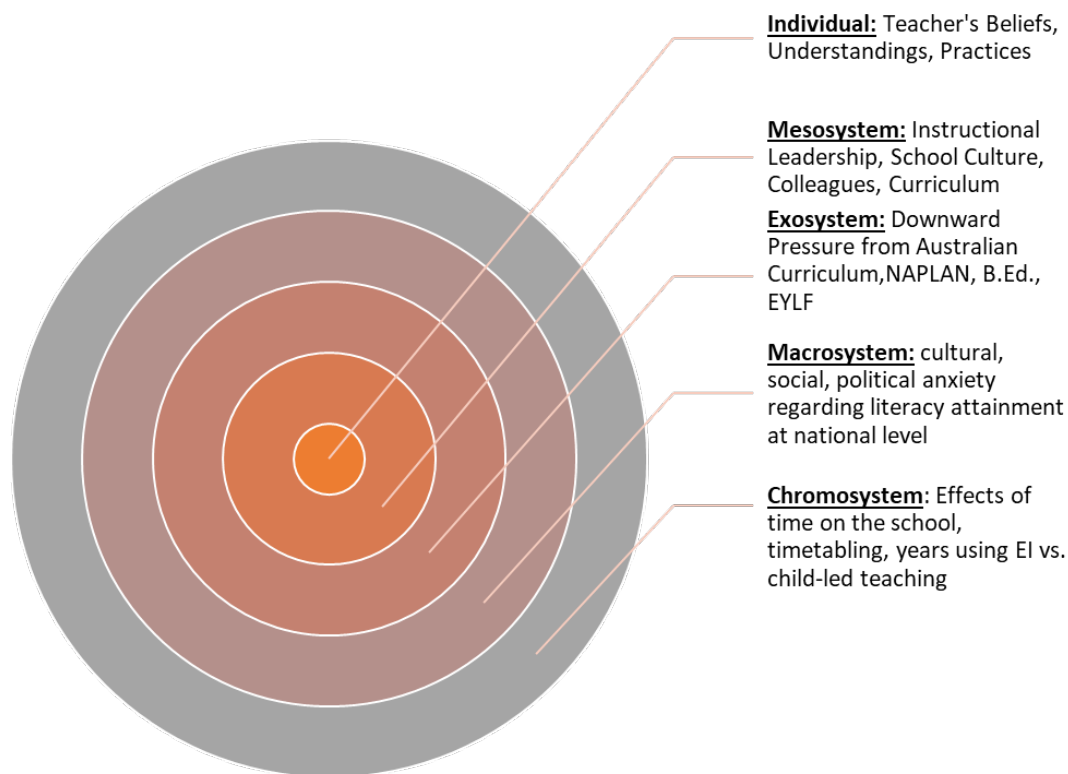 Individual: Teacher's Beliefs,
Understandings, Practices
Mesosystem: Instructional
Leadership, School Culture,
Colleagues, Curriculum
Exosystem: Downward
Pressure from Australian
Curriculum,NAPLAN, B.Ed.,
EYLF
Macrosystem: cultural,
social, political anxiety
regarding literacy attainment
at national level
Chromosystem: Effects of
time on the school,
timetabling, years using EI vs.
child-led teaching